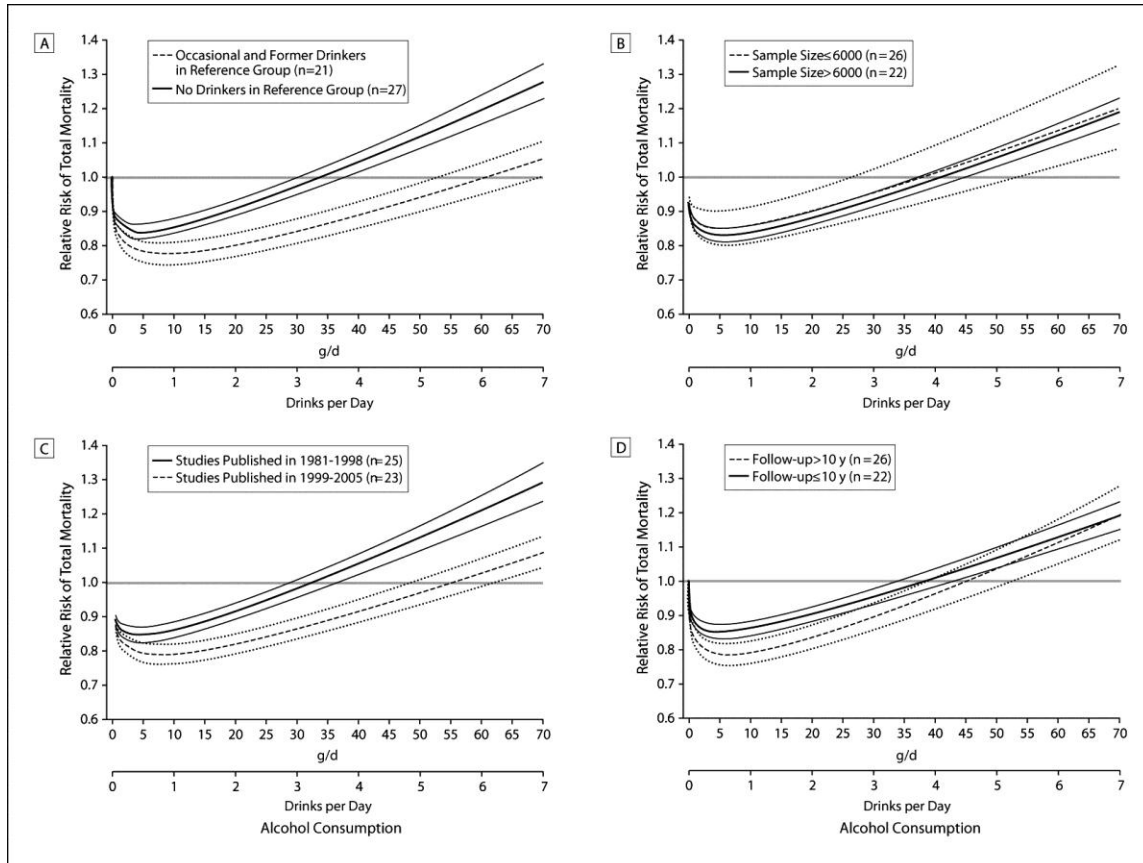 A
Relative Risk of Total Mortality
1.4
1.3
1.2
1.1
1.0
0.9
0.8
0.7
0.6
Occasional and Former Drinkers
in Reference Group (n=21)
No Drinkers in Reference Group (n=27)
0 5 10 15 20 25 30 35 40 45 50 55 60 65 70
g/d
0 1 2 3 4 5 6 7
Drinks per Day
B
Relative Risk of Total Mortality
1.4
1.3
1.2
1.1
1.0
0.9
0.8
0.7
0.6
Sample Size≤6000 (n=26)
Sample Size>6000 (n=22)
0 5 10 15 20 25 30 35 40 45 50 55 60 65 70
g/d
0 1 2 3 4 5 6 7
Drinks per Day
C
Relative Risk of Total Mortality
1.4
1.3
1.2
1.1
1.0
0.9
0.8
0.7
0.6
Studies Published in 1981-1998 (n=25)
Studies Published in 1999-2005 (n=23)
0 5 10 15 20 25 30 35 40 45 50 55 60 65 70
g/d
0 1 2 3 4 5 6 7
Drinks per Day
Alcohol Consumption
D
Relative Risk of Total Mortality
1.4
1.3
1.2
1.1
1.0
0.9
0.8
0.7
0.6
Follow-up>10 y (n=26)
Follow-up≤10 y (n=22)
0 5 10 15 20 25 30 35 40 45 50 55 60 65 70
g/d
0 1 2 3 4 5 6 7
Drinks per Day
Alcohol Consumption